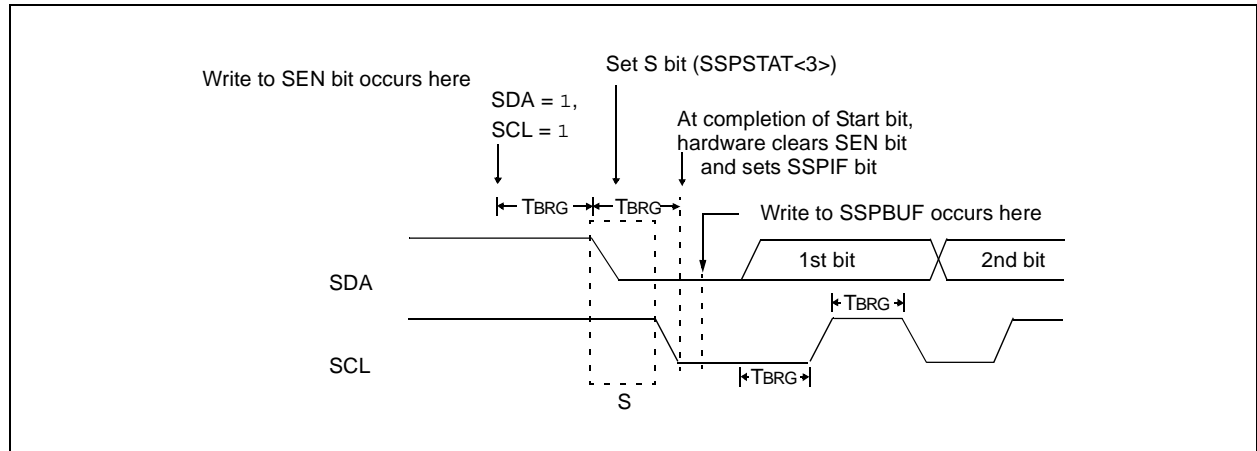 Set S bit (SSPSTAT<3>)
Write to SEN bit occurs here
SDA = 1,
SCL = 1
At completion of Start bit,
hardware clears SEN bit
and sets SSPIF bit
TBRG
TBRG
Write to SSPBUF occurs here
1st bit
2nd bit
SDA
TBRG
SCL
TBRG
S